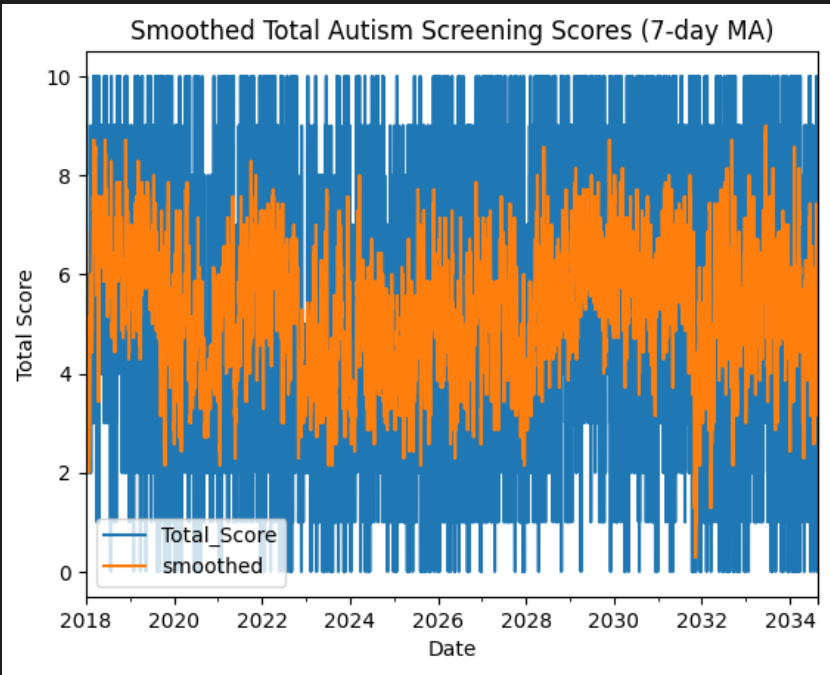 Smoothed Total Autism Screening Scores (7-day MA)
10
8
6
4
2
0
Total Score
Total_Score
smoothed
2018 2020 2022 2024 2026 2028 2030 2032 2034
Date